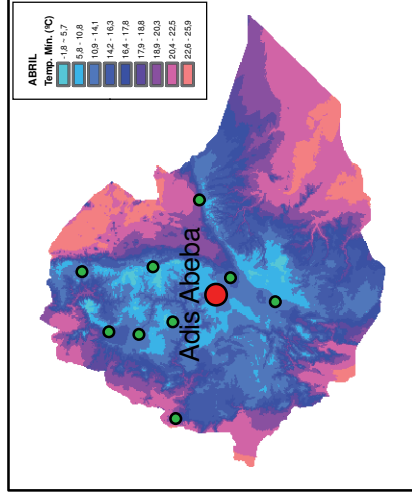 ABRIL
Temp. Min. (ºC)
-1,8 ~ 5,7
5,8 - 10,8
10,9 - 14,1
14,2 - 16,3
16,4 - 17,8
17,9 - 18,8
18,9 - 20,3
20,4 - 22,5
22,6 - 25,9
Adis Abeba